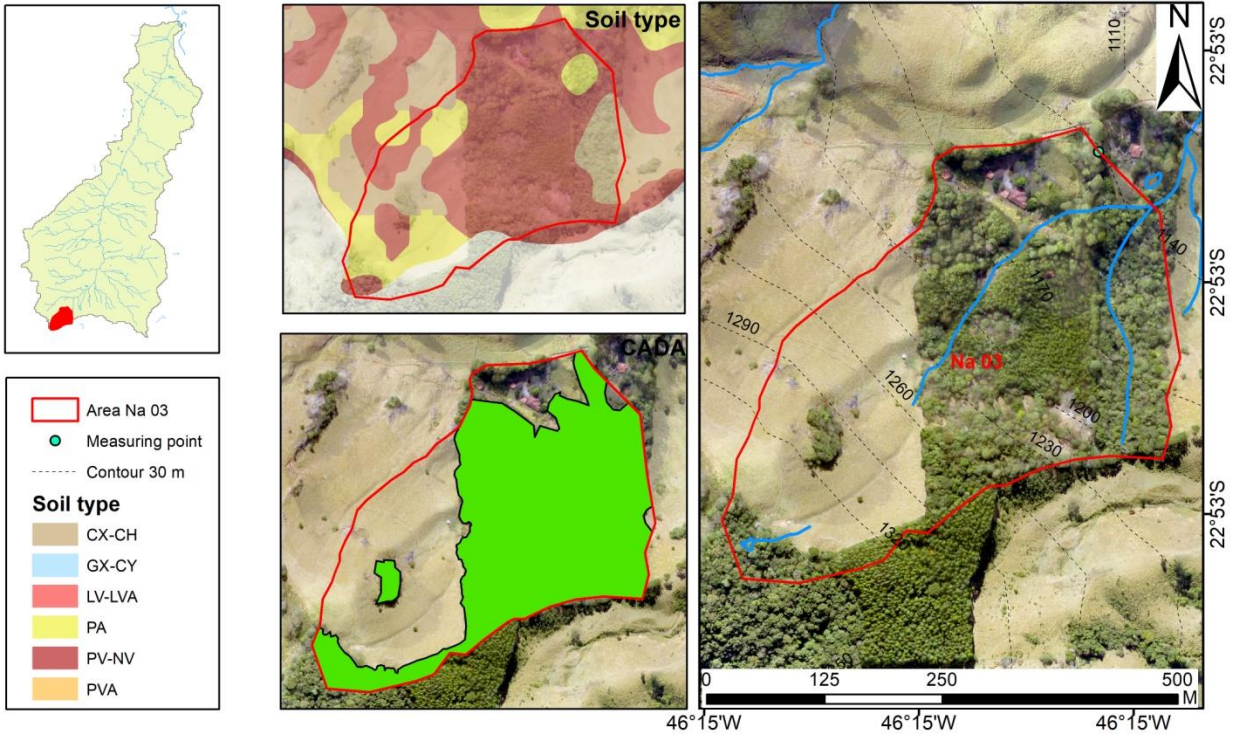 Area Na 03
Measuring point
Contour 30 m
Soil type
CX-CH
GX-CY
LV-LVA
PA
PV-NV
PVA
Soil type
CADA
N
1110
1140
1170
1290
1260
Na 03
1200
1230
0 125 250 500
M
46°15'W 46°15'W 46°15'W
22°53'S
22°53'S
22°53'S